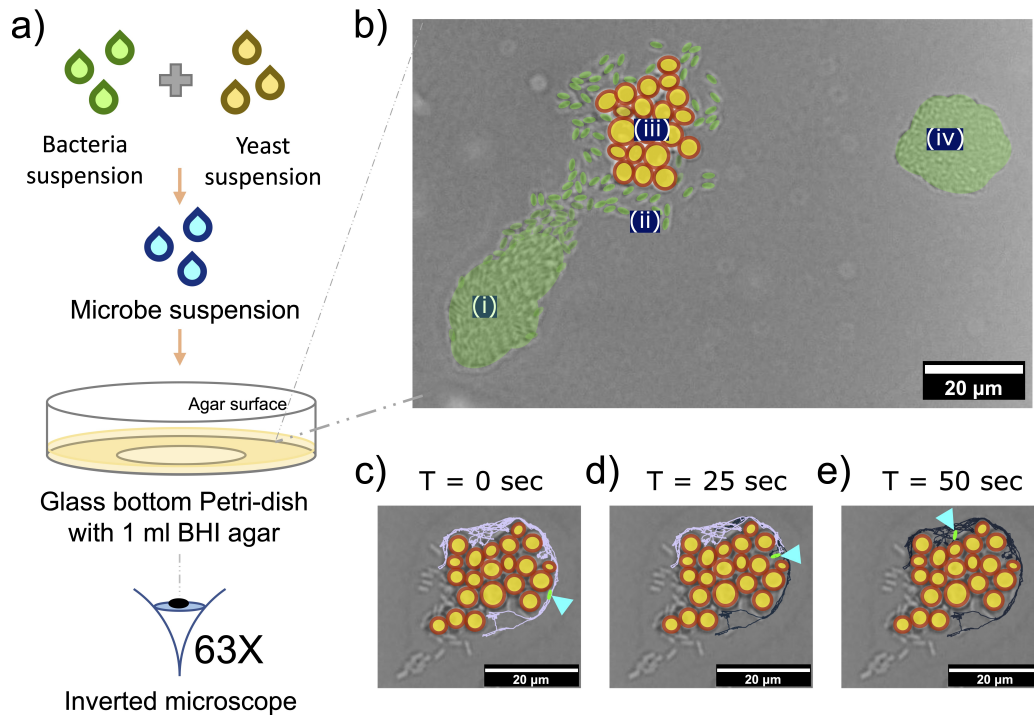 a)
Bacteria
suspension
Yeast
suspension
Microbe suspension
Agar surface
Glass bottom Petri-dish
with 1 ml BHI agar
63X
Inverted microscope
b)
(iii)
(iv)
(ii)
(i)
20 µm
c)
T = 0 sec
20 µm
d)
T = 25 sec
20 µm
e)
T = 50 sec
20 µm